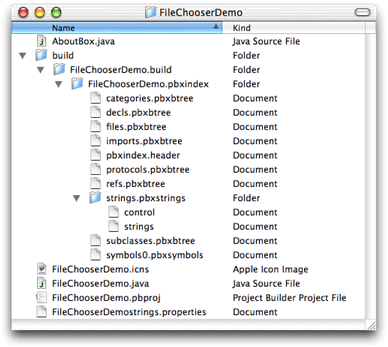 FileChooserDemo
Name Kind
AboutBox.java Java Source File
build Folder
FileChooserDemo.build Folder
FileChooserDemo.pbxindex Folder
categories.pbxbtree Document
decls.pbxbtree Document
files.pbxbtree Document
imports.pbxbtree Document
pbxindex.header Document
protocols.pbxbtree Document
refs.pbxbtree Document
strings.pbxstrings Folder
control Document
strings Document
subclasses.pbxbtree Document
symbols0.pbxsymbols Document
FileChooserDemo.icns Apple Icon Image
FileChooserDemo.java Java Source File
FileChooserDemo.pbproj Project Builder Project File
FileChooserDemostrings.properties Document